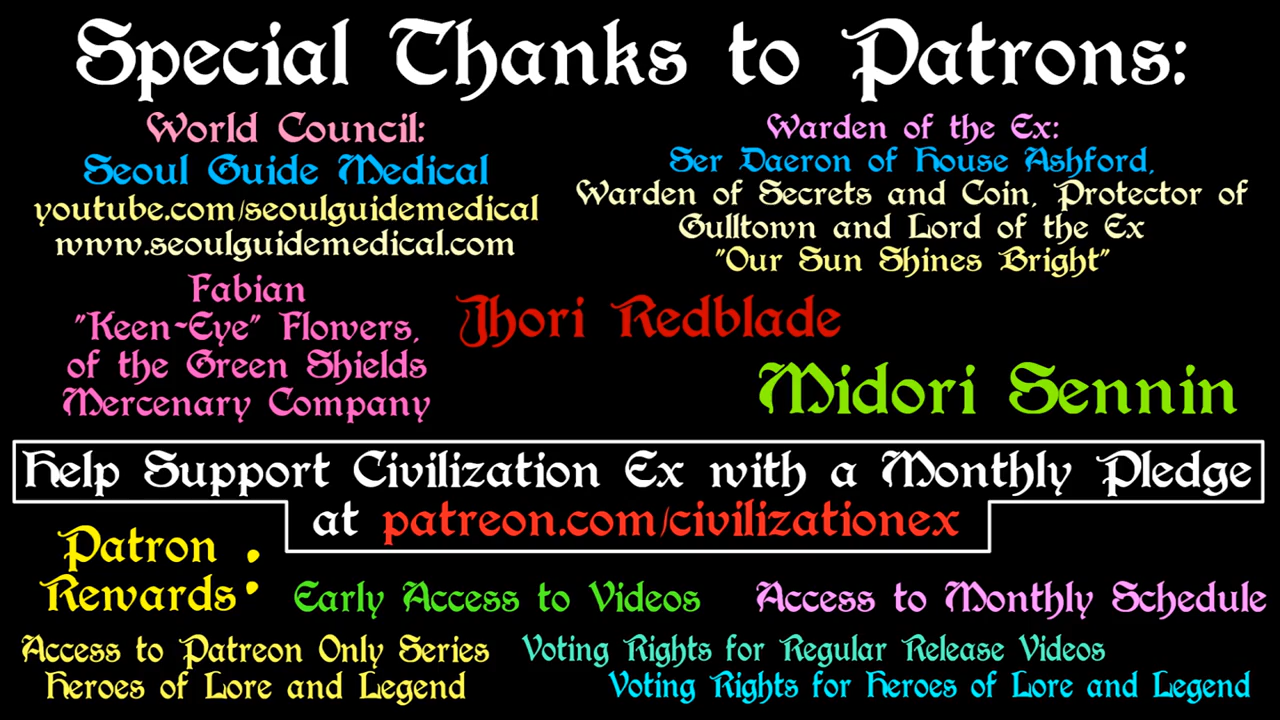 Special Thanks to Patrons:
World Council:
Seoul Guide Medical
youtube.com/seoulguidemedical
www.seoulguidemedical.com
Warden of the Ex:
Ser Daeron of House Ashford,
Warden of Secrets and Coin, Protector of
Gulltown and Lord of the Ex
"Our Sun Shines Bright"
Fabian
"Keen-Eye" Flowers,
of the Green Shields
Mercenary Company
Jhori Redblade
Midori Sennin
Help Support Civilization Ex with a Monthly Pledge
at patreon.com/civilizationex
Patron
Rewards:
Early Access to Videos
Access to Monthly Schedule
Access to Patreon Only Series
Heroes of Lore and Legend
Voting Rights for Regular Release Videos
Voting Rights for Heroes of Lore and Legend